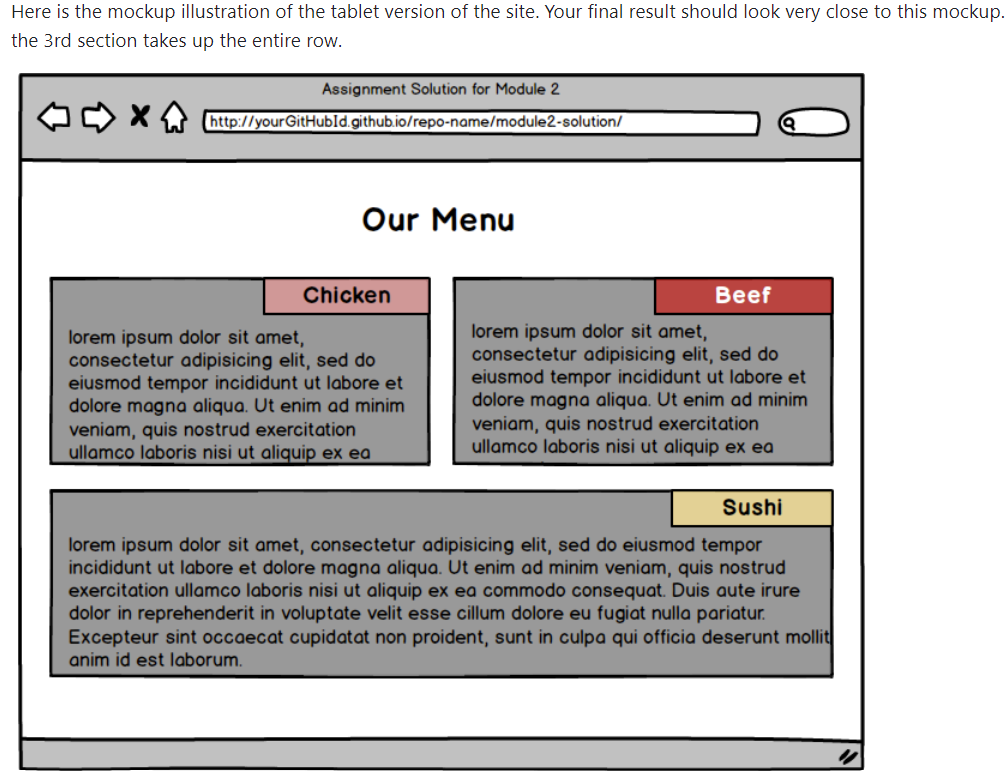 Here is the mockup illustration of the tablet version of the site. Your final result should look very close to this mockup.
the 3rd section takes up the entire row.
Assignment Solution for Module 2
http://yourGitHubId.github.io/repo-name/module2-solution/
Our Menu
Chicken
lorem ipsum dolor sit amet,
consectetur adipisicing elit, sed do
eiusmod tempor incididunt ut labore et
dolore magna aliqua. Ut enim ad minim
veniam, quis nostrud exercitation
ullamco laboris nisi ut aliquip ex ea
Beef
lorem ipsum dolor sit amet,
consectetur adipisicing elit, sed do
eiusmod tempor incididunt ut labore et
dolore magna aliqua. Ut enim ad minim
veniam, quis nostrud exercitation
ullamco laboris nisi ut aliquip ex ea
Sushi
lorem ipsum dolor sit amet, consectetur adipisicing elit, sed do eiusmod tempor
incididunt ut labore et dolore magna aliqua. Ut enim ad minim veniam, quis nostrud
exercitation ullamco laboris nisi ut aliquip ex ea commodo consequat. Duis aute irure
dolor in reprehenderit in voluptate velit esse cillum dolore eu fugiat nulla pariatur.
Excepteur sint occaecat cupidatat non proident, sunt in culpa qui officia deserunt mollit
anim id est laborum.